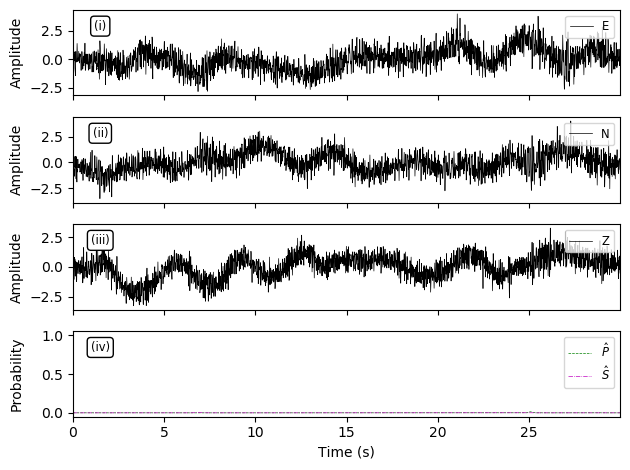 (i)
E
Amplitude
2.5
0.0
−2.5
(ii)
N
Amplitude
2.5
0.0
−2.5
(iii)
Z
Amplitude
2.5
0.0
−2.5
(iv)
P̂
Ŝ
Probability
1.0
0.5
0.0
0 5 10 15 20 25
Time (s)